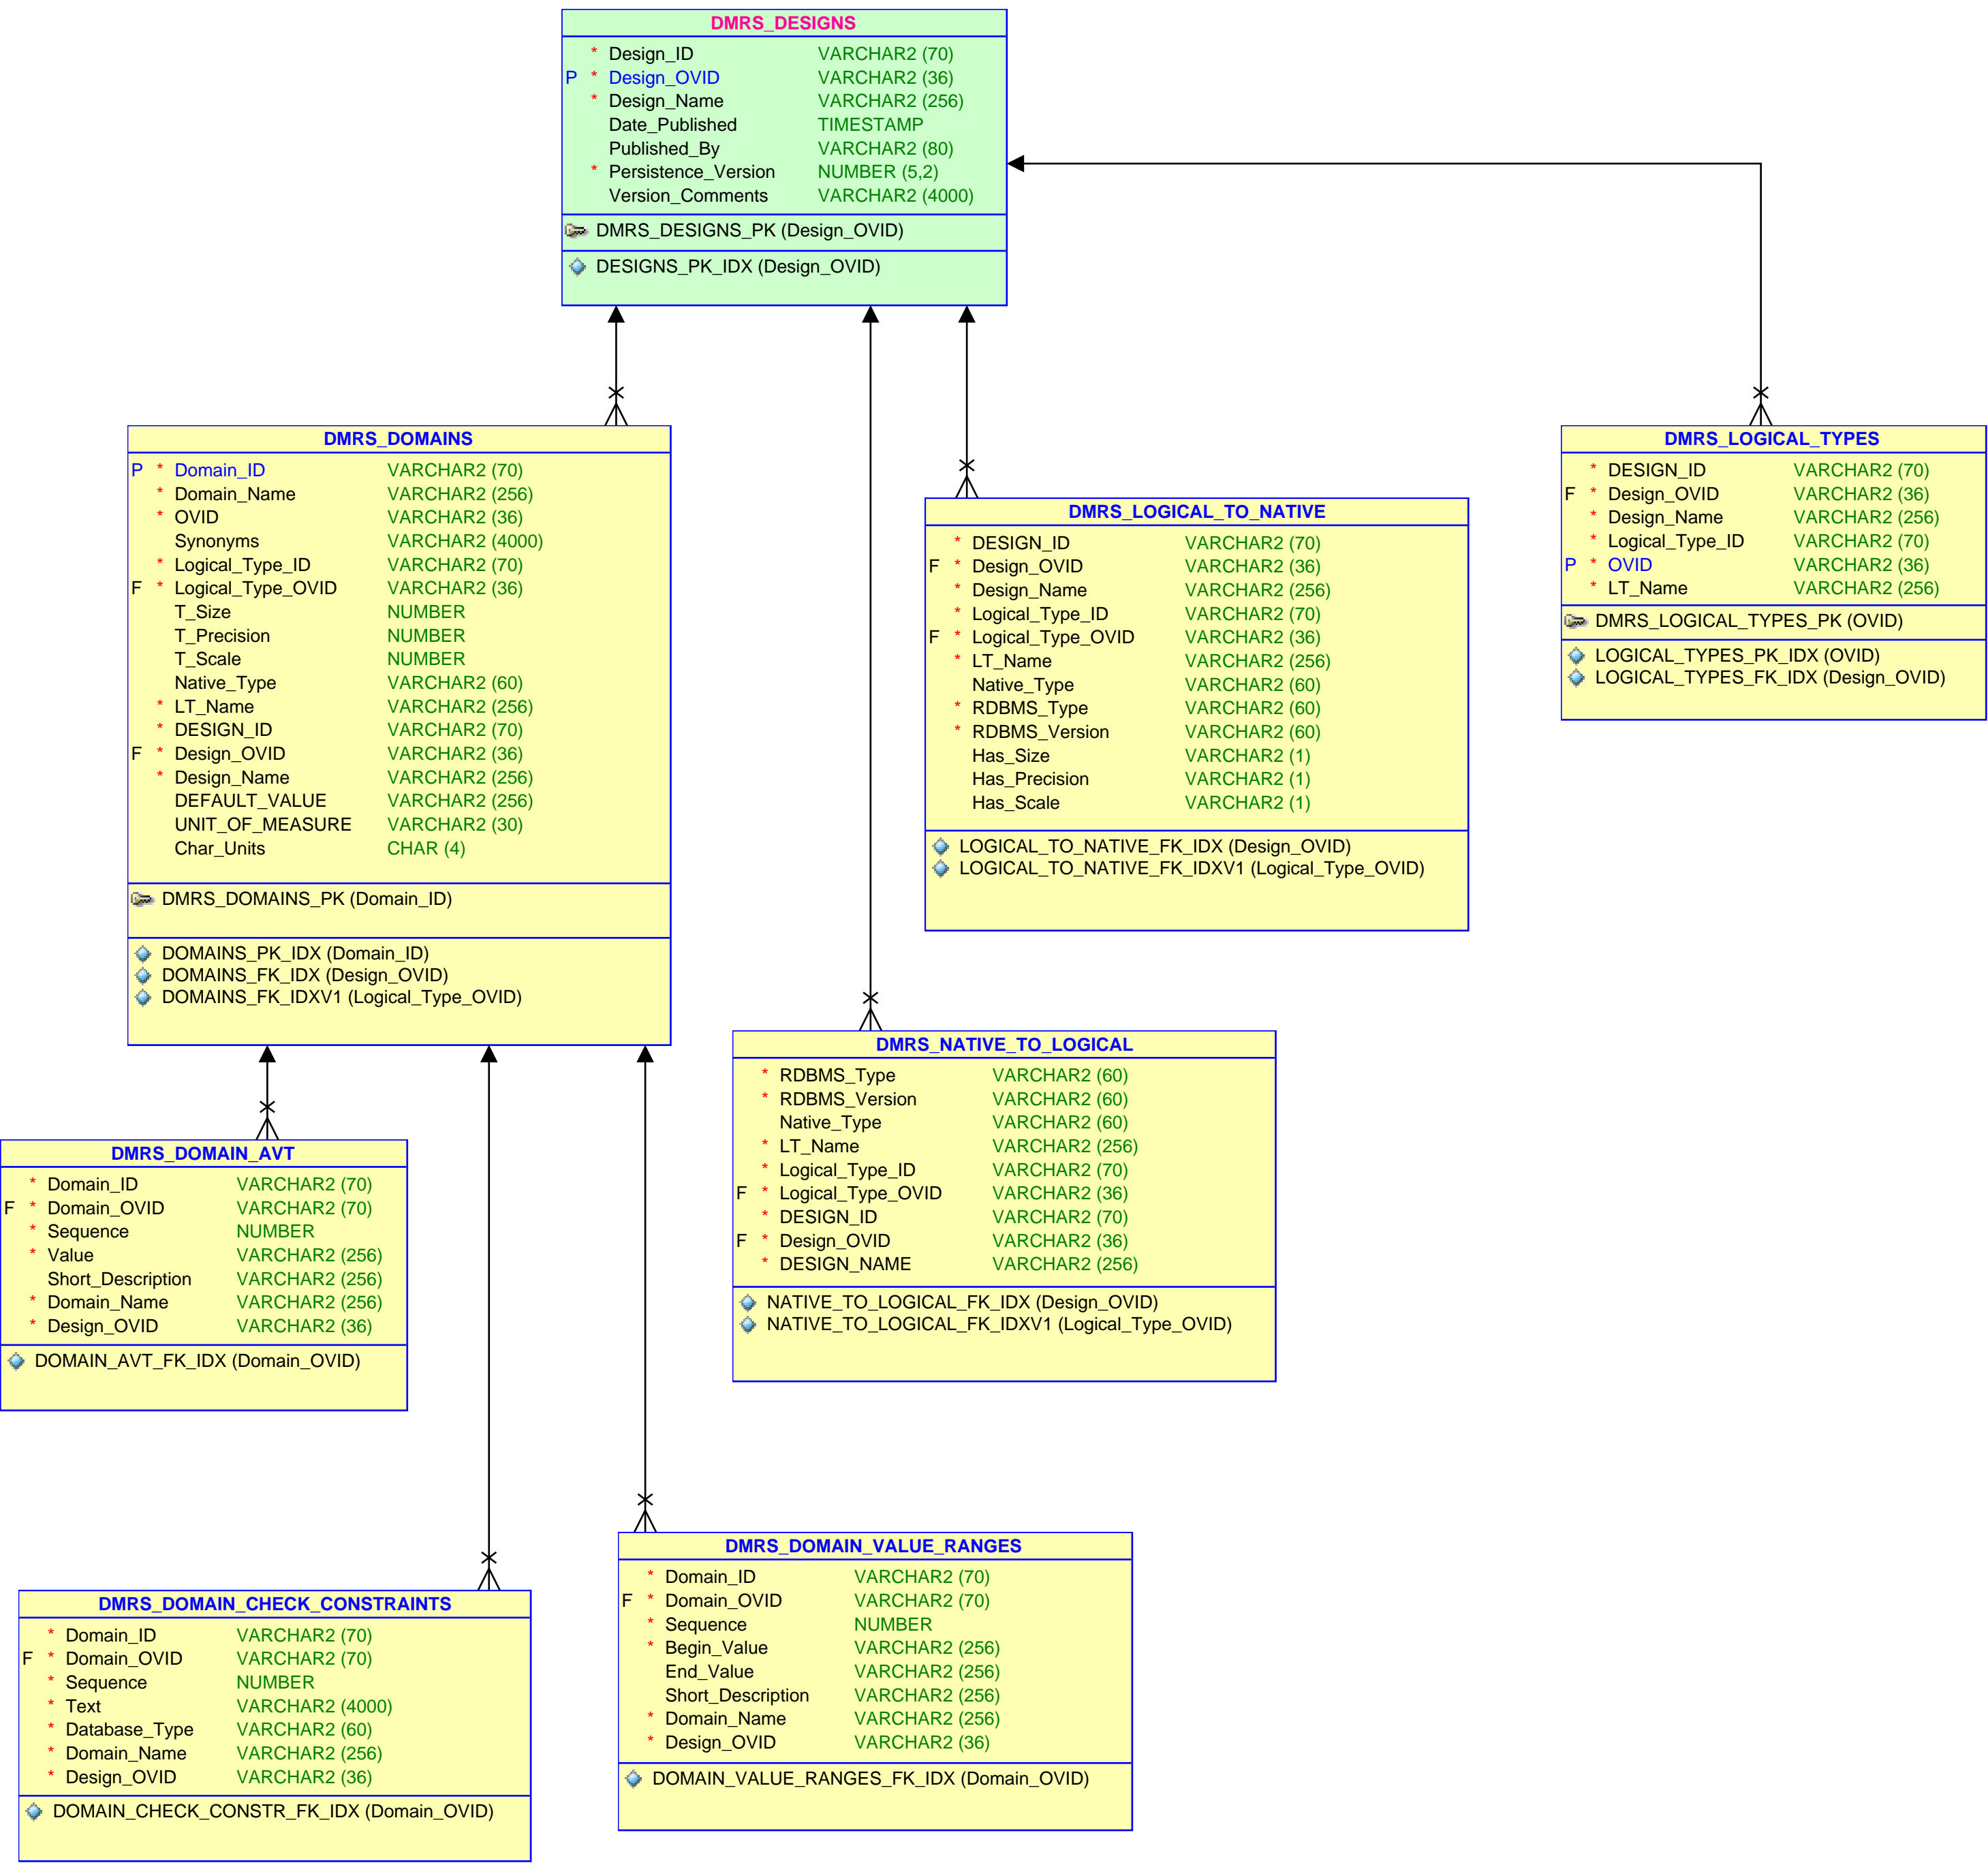 DMRS_DESIGNS
* Design_ID VARCHAR2 (70)
P * Design_OVID VARCHAR2 (36)
* Design_Name VARCHAR2 (256)
Date_Published TIMESTAMP
Published_By VARCHAR2 (80)
* Persistence_Version NUMBER (5,2)
Version_Comments VARCHAR2 (4000)
DMRS_DESIGNS_PK (Design_OVID)
DESIGNS_PK_IDX (Design_OVID)
DMRS_DOMAINS
P * Domain_ID VARCHAR2 (70)
* Domain_Name VARCHAR2 (256)
* OVID VARCHAR2 (36)
Synonyms VARCHAR2 (4000)
* Logical_Type_ID VARCHAR2 (70)
F * Logical_Type_OVID VARCHAR2 (36)
T_Size NUMBER
T_Precision NUMBER
T_Scale NUMBER
Native_Type VARCHAR2 (60)
* LT_Name VARCHAR2 (256)
* DESIGN_ID VARCHAR2 (70)
F * Design_OVID VARCHAR2 (36)
* Design_Name VARCHAR2 (256)
DEFAULT_VALUE VARCHAR2 (256)
UNIT_OF_MEASURE VARCHAR2 (30)
Char_Units CHAR (4)
DMRS_DOMAINS_PK (Domain_ID)
DOMAINS_PK_IDX (Domain_ID)
DOMAINS_FK_IDX (Design_OVID)
DOMAINS_FK_IDXV1 (Logical_Type_OVID)
DMRS_LOGICAL_TO_NATIVE
* DESIGN_ID VARCHAR2 (70)
F * Design_OVID VARCHAR2 (36)
* Design_Name VARCHAR2 (256)
* Logical_Type_ID VARCHAR2 (70)
F * Logical_Type_OVID VARCHAR2 (36)
* LT_Name VARCHAR2 (256)
Native_Type VARCHAR2 (60)
* RDBMS_Type VARCHAR2 (60)
* RDBMS_Version VARCHAR2 (60)
Has_Size VARCHAR2 (1)
Has_Precision VARCHAR2 (1)
Has_Scale VARCHAR2 (1)
LOGICAL_TO_NATIVE_FK_IDX (Design_OVID)
LOGICAL_TO_NATIVE_FK_IDXV1 (Logical_Type_OVID)
DMRS_LOGICAL_TYPES
* DESIGN_ID VARCHAR2 (70)
F * Design_OVID VARCHAR2 (36)
* Design_Name VARCHAR2 (256)
* Logical_Type_ID VARCHAR2 (70)
P * OVID VARCHAR2 (36)
* LT_Name VARCHAR2 (256)
DMRS_LOGICAL_TYPES_PK (OVID)
LOGICAL_TYPES_PK_IDX (OVID)
LOGICAL_TYPES_FK_IDX (Design_OVID)
DMRS_NATIVE_TO_LOGICAL
* RDBMS_Type VARCHAR2 (60)
* RDBMS_Version VARCHAR2 (60)
Native_Type VARCHAR2 (60)
* LT_Name VARCHAR2 (256)
* Logical_Type_ID VARCHAR2 (70)
F * Logical_Type_OVID VARCHAR2 (36)
* DESIGN_ID VARCHAR2 (70)
F * Design_OVID VARCHAR2 (36)
* DESIGN_NAME VARCHAR2 (256)
NATIVE_TO_LOGICAL_FK_IDX (Design_OVID)
NATIVE_TO_LOGICAL_FK_IDXV1 (Logical_Type_OVID)
DMRS_DOMAIN_AVT
* Domain_ID VARCHAR2 (70)
F * Domain_OVID VARCHAR2 (70)
* Sequence NUMBER
* Value VARCHAR2 (256)
Short_Description VARCHAR2 (256)
* Domain_Name VARCHAR2 (256)
* Design_OVID VARCHAR2 (36)
DOMAIN_AVT_FK_IDX (Domain_OVID)
DMRS_DOMAIN_CHECK_CONSTRAINTS
* Domain_ID VARCHAR2 (70)
F * Domain_OVID VARCHAR2 (70)
* Sequence NUMBER
* Text VARCHAR2 (4000)
* Database_Type VARCHAR2 (60)
* Domain_Name VARCHAR2 (256)
* Design_OVID VARCHAR2 (36)
DOMAIN_CHECK_CONSTR_FK_IDX (Domain_OVID)
DMRS_DOMAIN_VALUE_RANGES
* Domain_ID VARCHAR2 (70)
F * Domain_OVID VARCHAR2 (70)
* Sequence NUMBER
* Begin_Value VARCHAR2 (256)
End_Value VARCHAR2 (256)
Short_Description VARCHAR2 (256)
* Domain_Name VARCHAR2 (256)
* Design_OVID VARCHAR2 (36)
DOMAIN_VALUE_RANGES_FK_IDX (Domain_OVID)